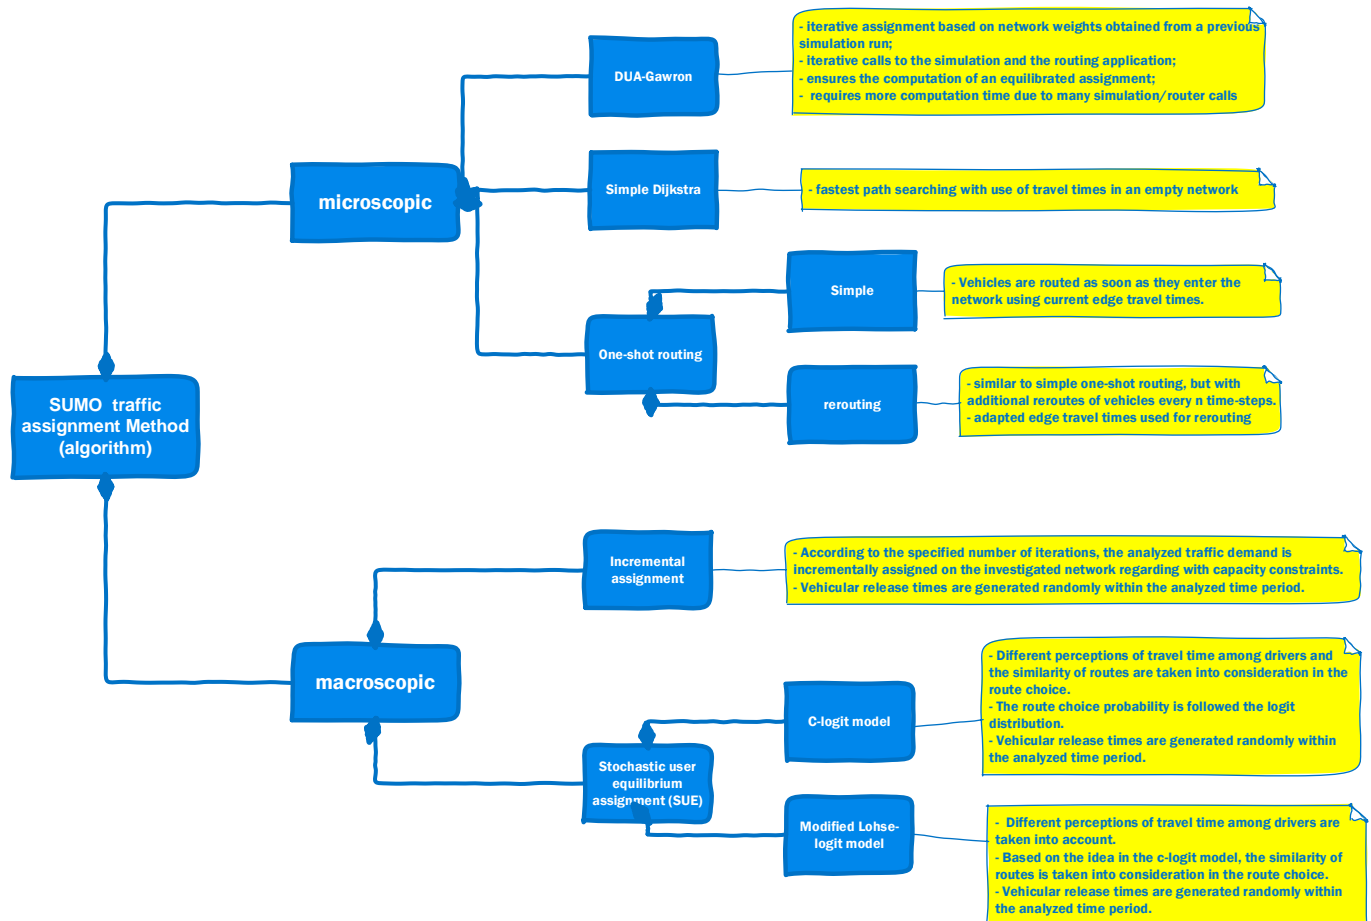 DUA-Gawron
- iterative assignment based on network weights obtained from a previous
simulation run;
- iterative calls to the simulation and the routing application;
- ensures the computation of an equilibrated assignment;
-  requires more computation time due to many simulation/router calls
microscopic
Simple Dijkstra
- fastest path searching with use of travel times in an empty network
Simple
- Vehicles are routed as soon as they enter the
network using current edge travel times.
One-shot routing
rerouting
- similar to simple one-shot routing, but with
additional reroutes of vehicles every n time-steps.
- adapted edge travel times used for rerouting
SUMO  traffic
assignment Method
(algorithm)
Incremental
assignment
- According to the specified number of iterations, the analyzed traffic demand is
incrementally assigned on the investigated network regarding with capacity constraints.
- Vehicular release times are generated randomly within the analyzed time period.
macroscopic
C-logit model
- Different perceptions of travel time among drivers and
the similarity of routes are taken into consideration in the
route choice.
- The route choice probability is followed the logit
distribution.
- Vehicular release times are generated randomly within
the analyzed time period.
Stochastic user
equilibrium
assignment (SUE)
Modified Lohse-
logit model
-  Different perceptions of travel time among drivers are
taken into account.
- Based on the idea in the c-logit model, the similarity of
routes is taken into consideration in the route choice.
- Vehicular release times are generated randomly within
the analyzed time period.